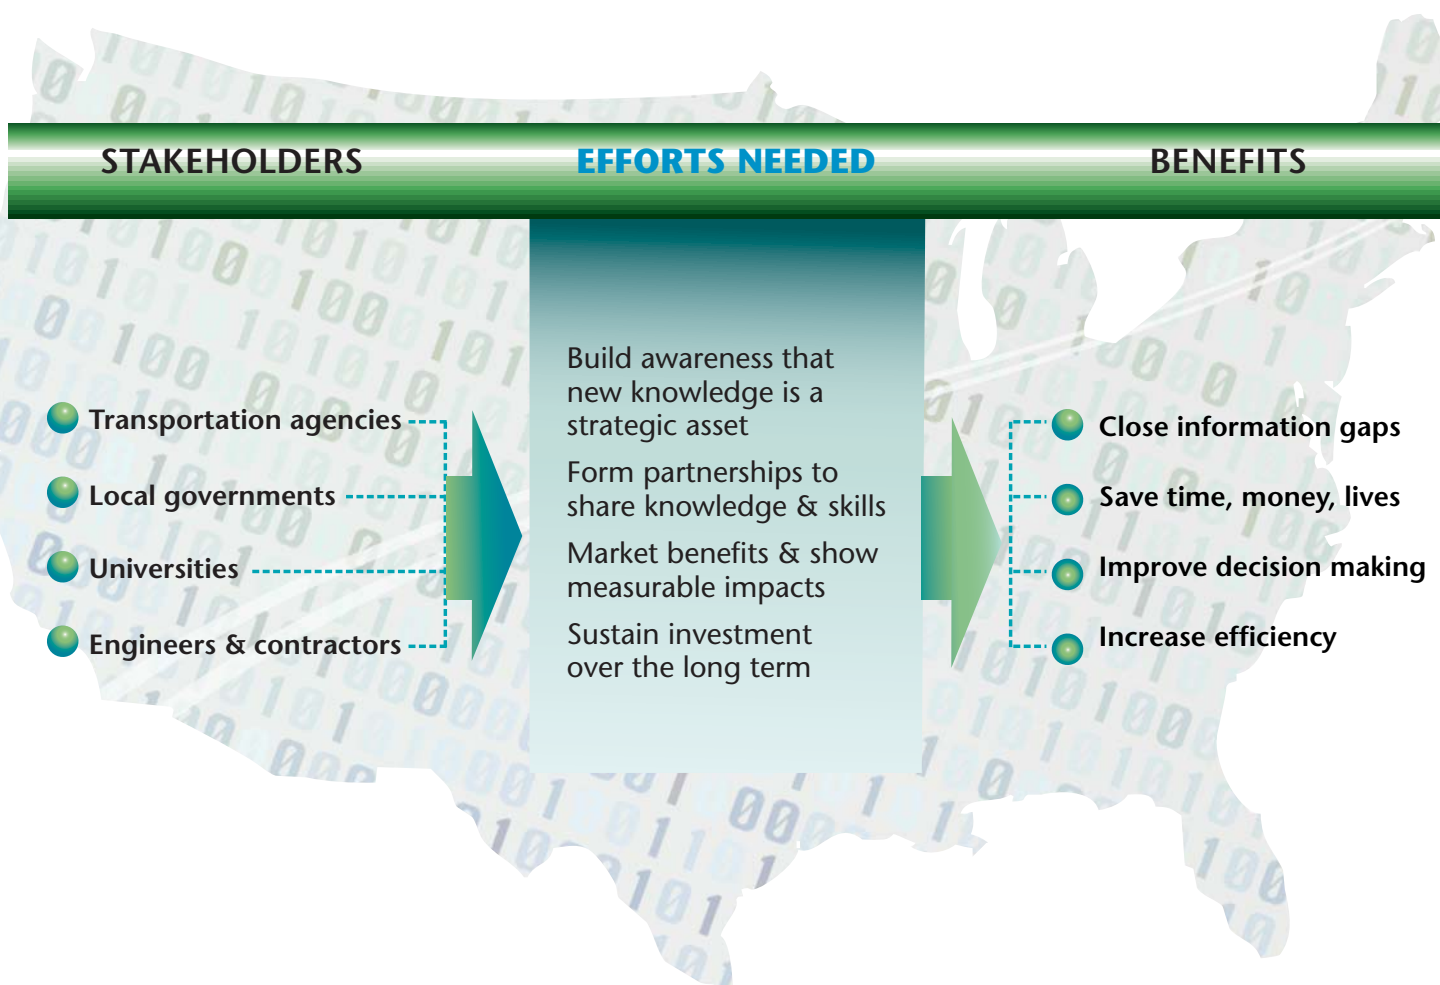 STAKEHOLDERS
EFFORTS NEEDED
BENEFITS
Transportation agencies
Local governments
Universities
Engineers & contractors
Build awareness that
new knowledge is a
strategic asset
Form partnerships to
share knowledge & skills
Market benefits & show
measurable impacts
Sustain investment
over the long term
Close information gaps
Save time, money, lives
Improve decision making
Increase efficiency